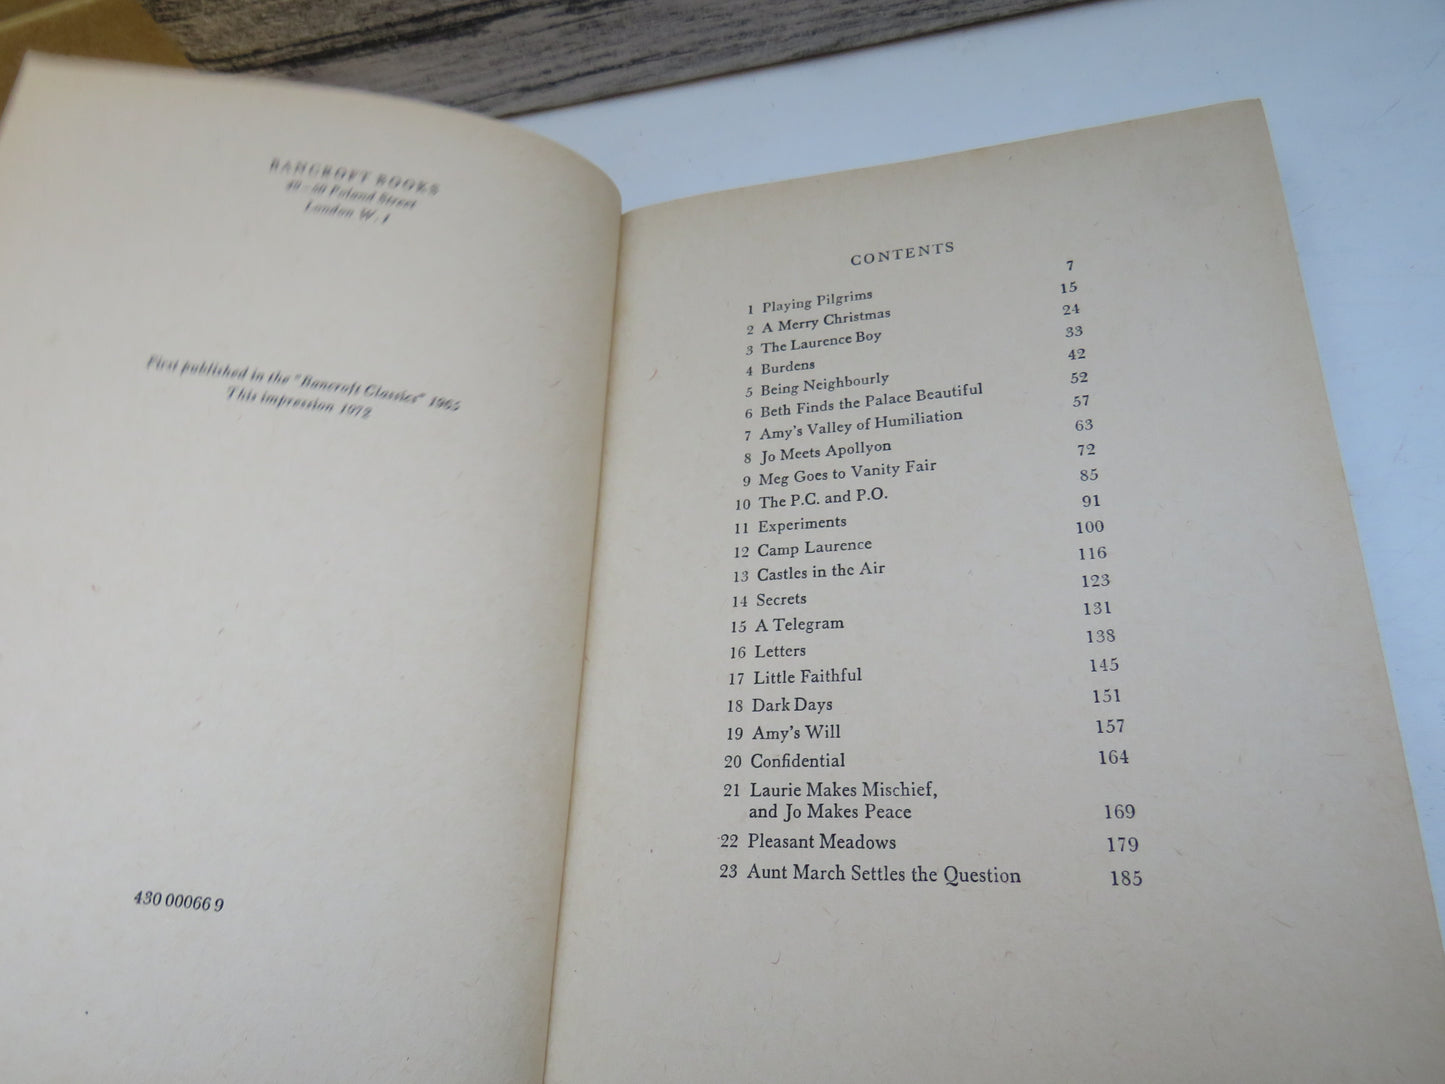 BANCROFT BOOKS
49-50 Poland Street
London W.1
First published in the "Bancroft Classics" 1965
This impression 1972
430 00066 9
CONTENTS
1 Playing Pilgrims 7
2 A Merry Christmas 15
3 The Laurence Boy 24
4 Burdens 33
5 Being Neighbourly 42
6 Beth Finds the Palace Beautiful 52
7 Amy's Valley of Humiliation 57
8 Jo Meets Apollyon 63
9 Meg Goes to Vanity Fair 72
10 The P.C. and P.O. 85
11 Experiments 91
12 Camp Laurence 100
13 Castles in the Air 116
14 Secrets 123
15 A Telegram 131
16 Letters 138
17 Little Faithful 145
18 Dark Days 151
19 Amy's Will 157
20 Confidential 164
21 Laurie Makes Mischief,
and Jo Makes Peace 169
22 Pleasant Meadows 179
23 Aunt March Settles the Question 185